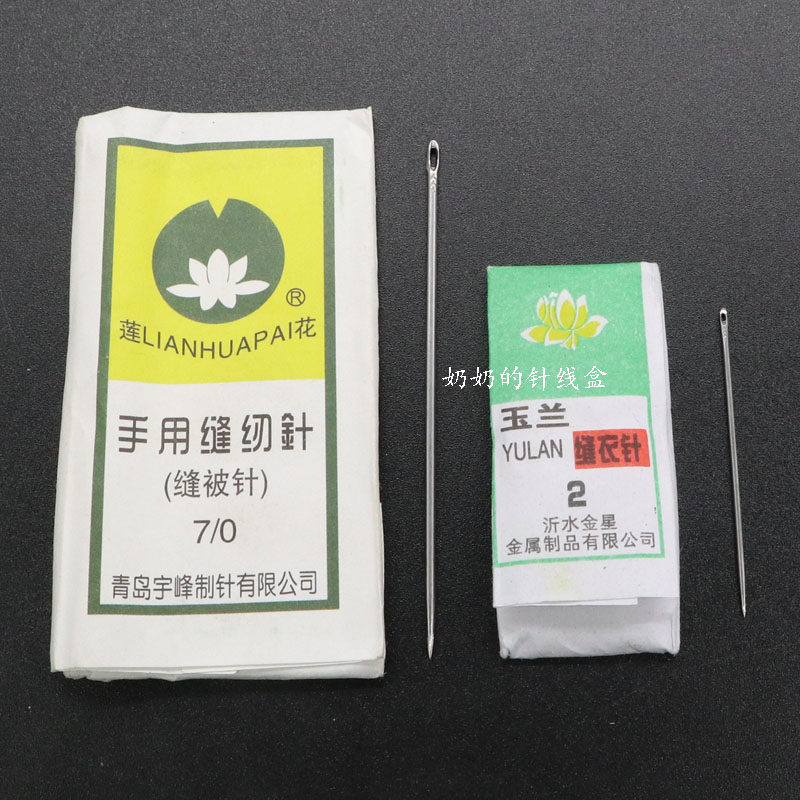 ®
莲LIANHUAPAI花
手用缝纫針
(缝被针)
7/0
青岛宇峰制针有限公司
奶奶的针线盒
玉兰
YULAN 缝衣针
2
沂水金星
金属制品有限公司